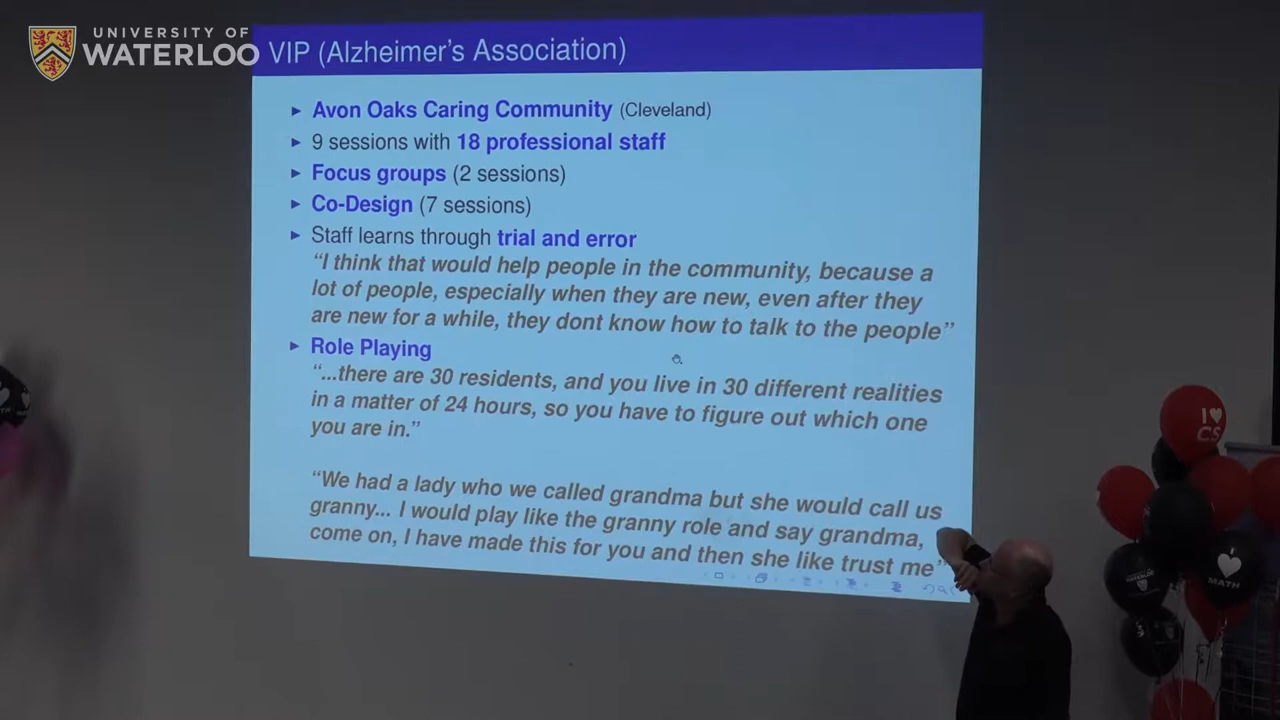 UNIVERSITY OF
WATERLOO
VIP (Alzheimer's Association)
► Avon Oaks Caring Community (Cleveland)
► 9 sessions with 18 professional staff
► Focus groups (2 sessions)
► Co-Design (7 sessions)
► Staff learns through trial and error
"I think that would help people in the community, because a
lot of people, especially when they are new, even after they
are new for a while, they dont know how to talk to the people"
► Role Playing
"...there are 30 residents, and you live in 30 different realities
in a matter of 24 hours, so you have to figure out which one
you are in."
"We had a lady who we called grandma but she would call us
granny... I would play like the granny role and say grandma,
come on, I have made this for you and then she like trust me"
I ♥
CS
MATH